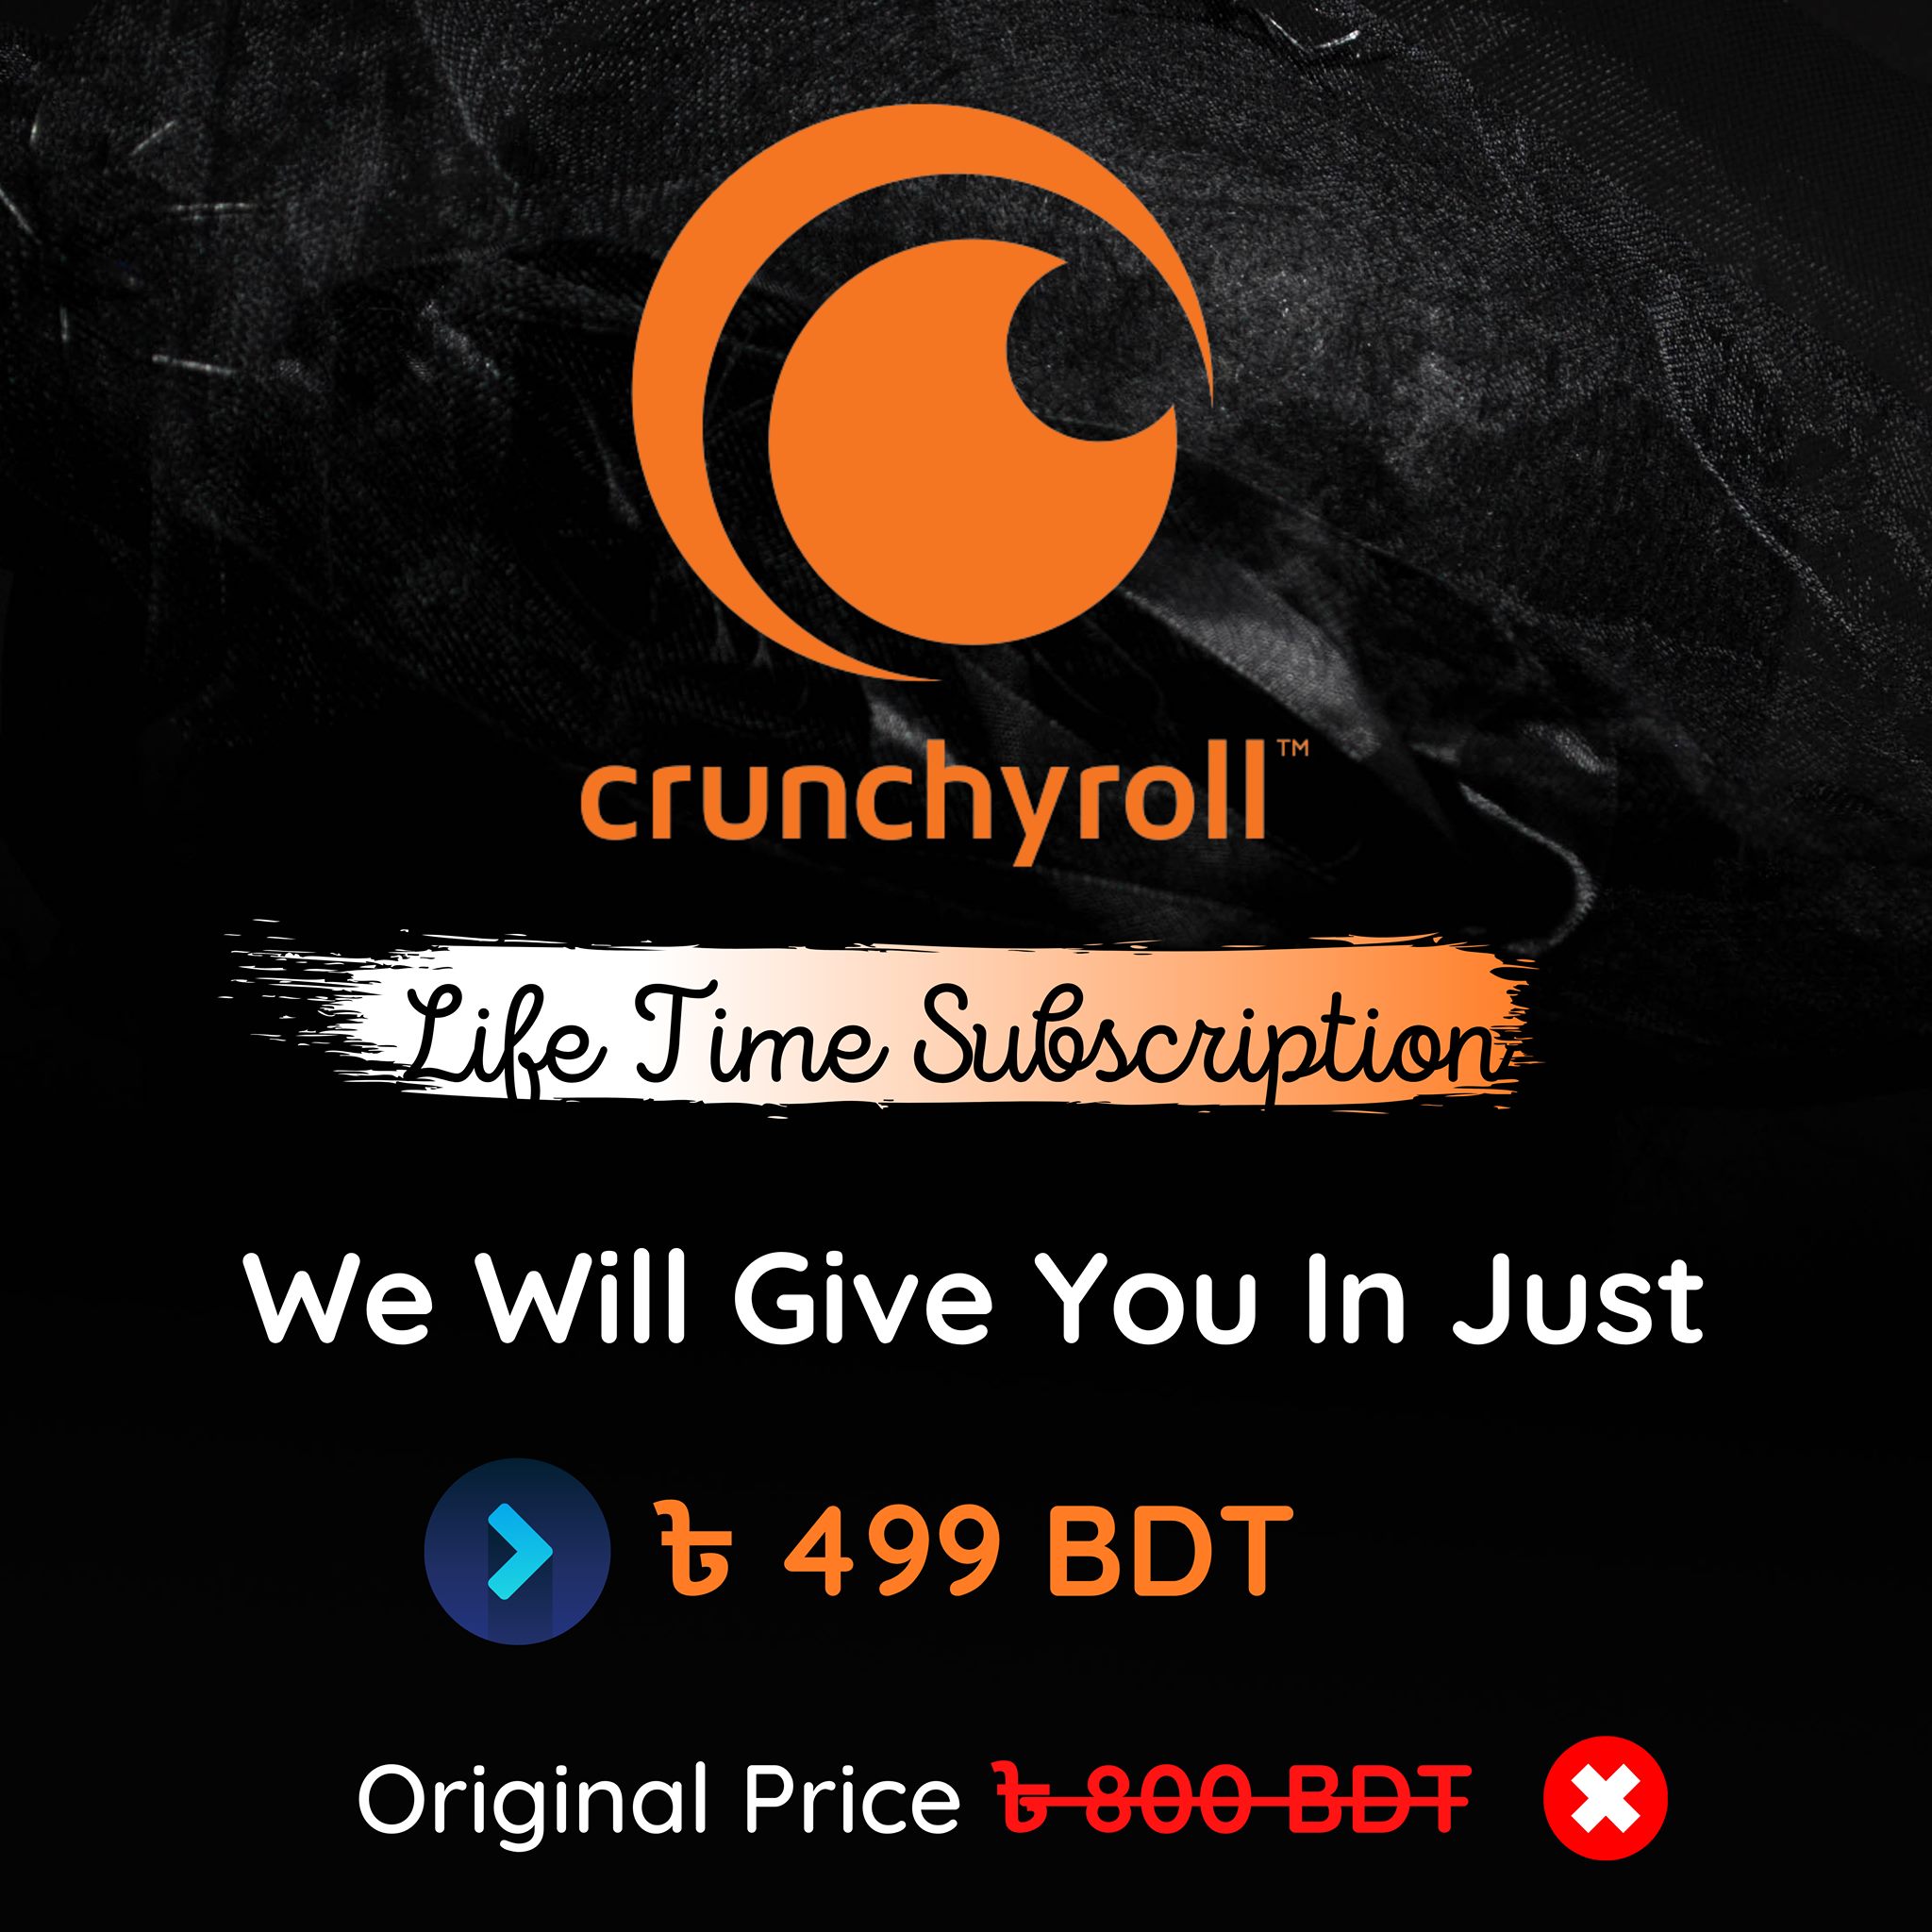 crunchyroll™
Life Time Subscription
We Will Give You In Just
৳ 499 BDT
Original Price ৳ 800 BDT